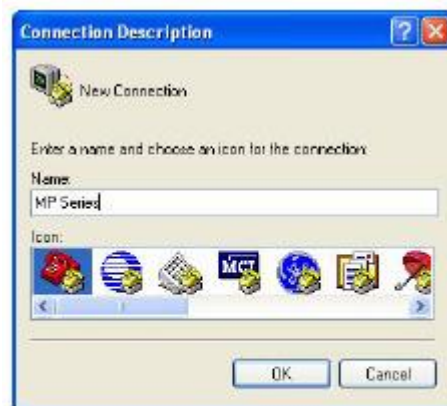 Connection Description
New Connection
Enter a name and choose an icon for the connection:
Name:
MP Series
Icon:
MCI
OK
Cancel